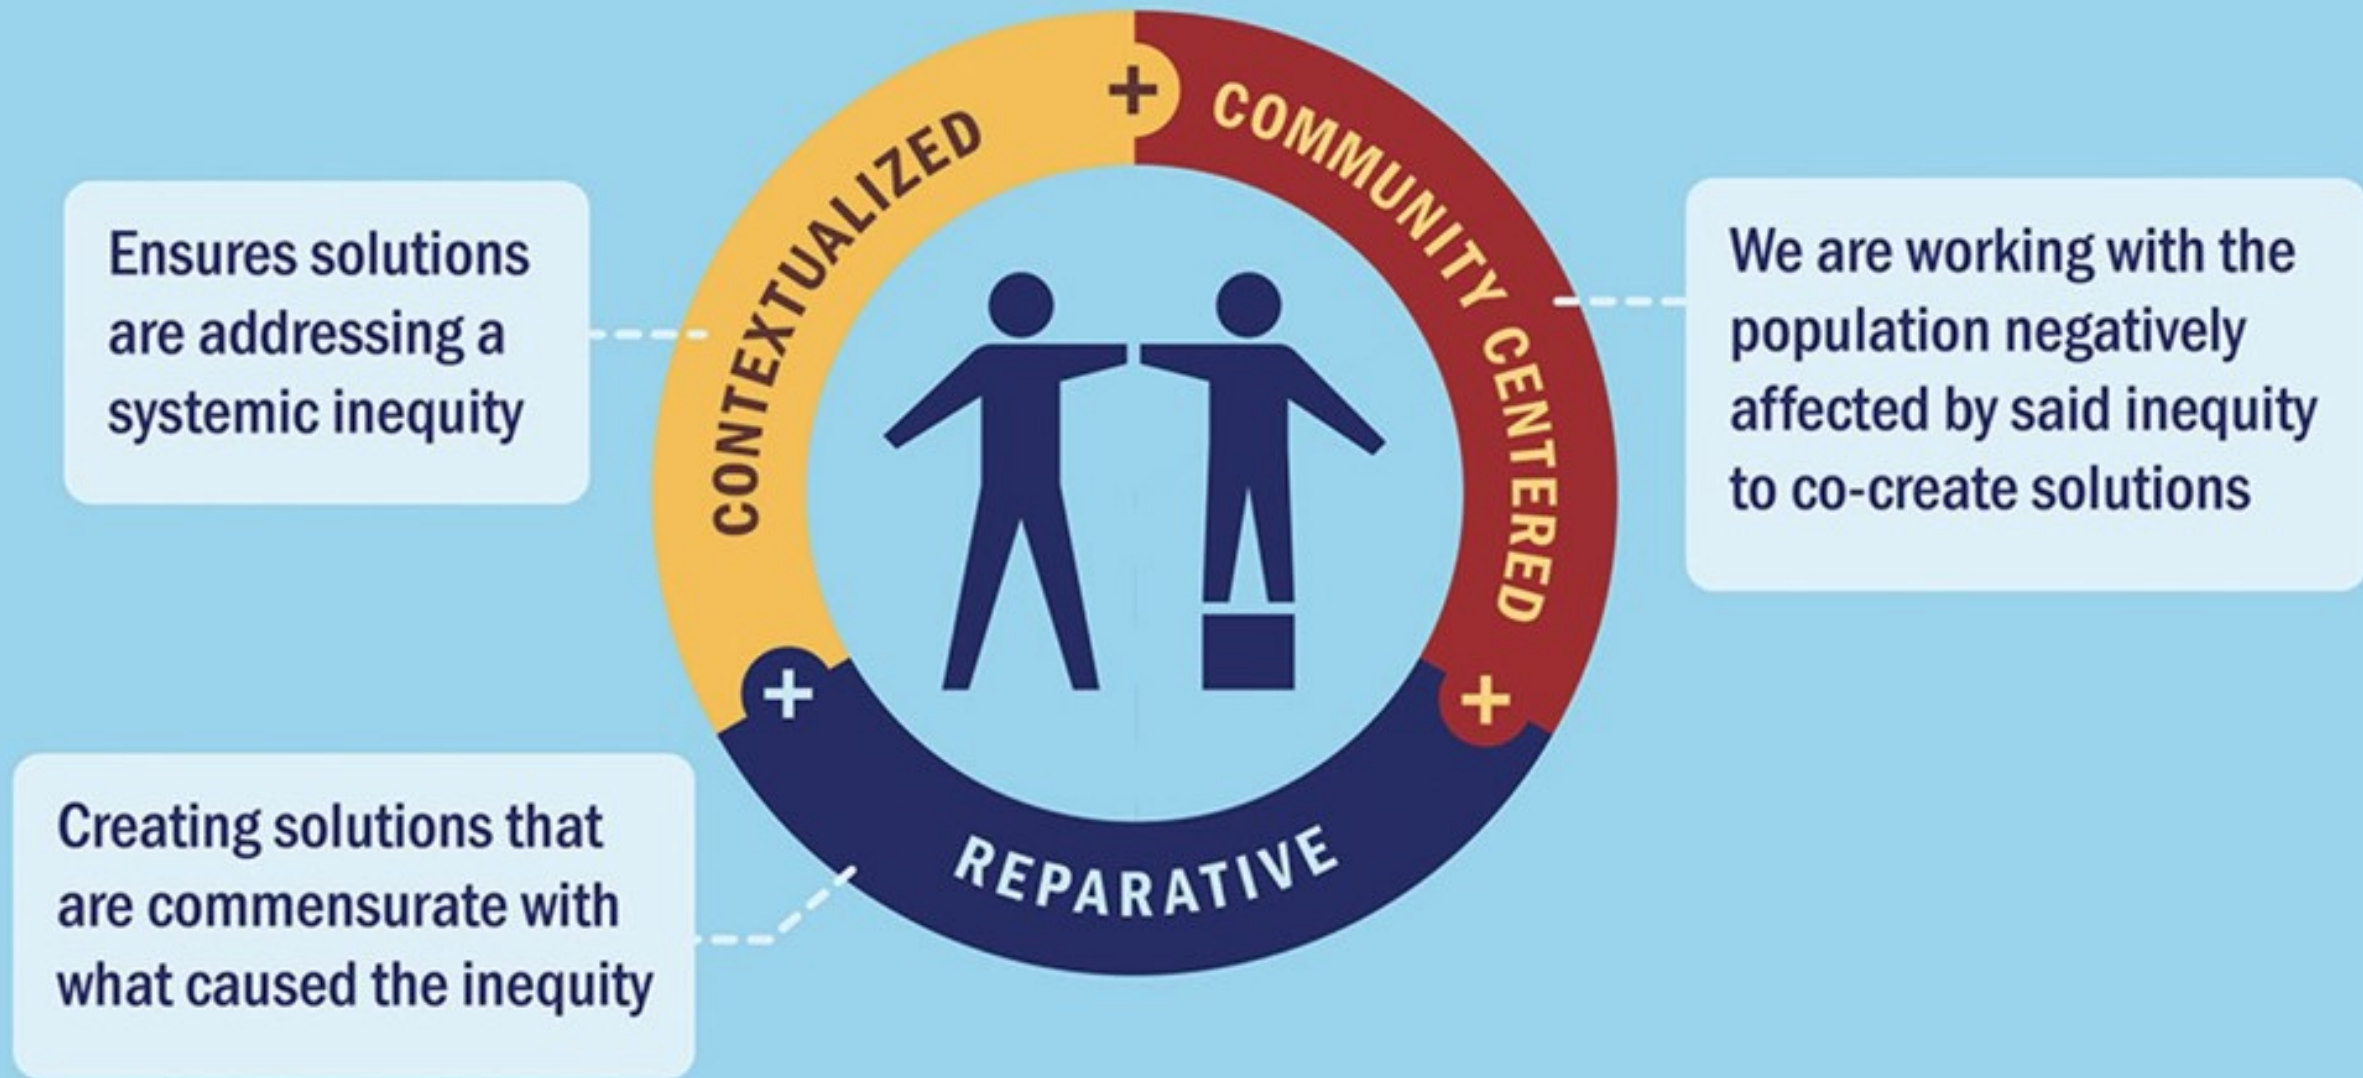 CONTEXTUALIZED
+
COMMUNITY CENTERED
Ensures solutions
are addressing a
systemic inequity
We are working with the
population negatively
affected by said inequity
to co-create solutions
+
+
REPARATIVE
Creating solutions that
are commensurate with
what caused the inequity